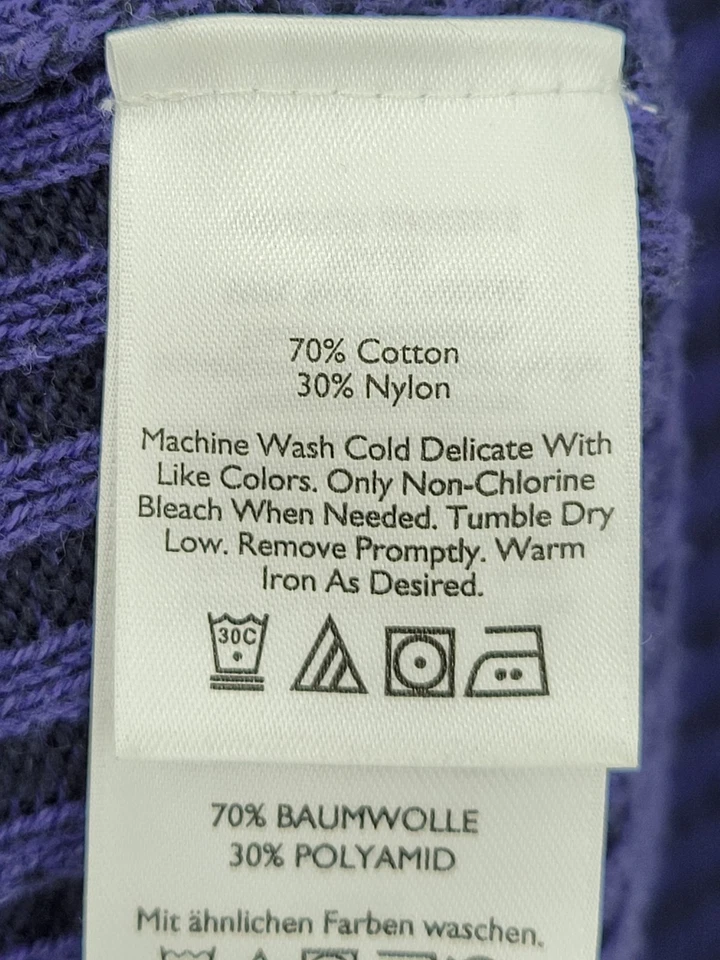 70% Cotton
30% Nylon
Machine Wash Cold Delicate With
Like Colors. Only Non-Chlorine
Bleach When Needed. Tumble Dry
Low. Remove Promptly. Warm
Iron As Desired.
30C
70% BAUMWOLLE
30% POLYAMID
Mit ähnlichen Farben waschen.